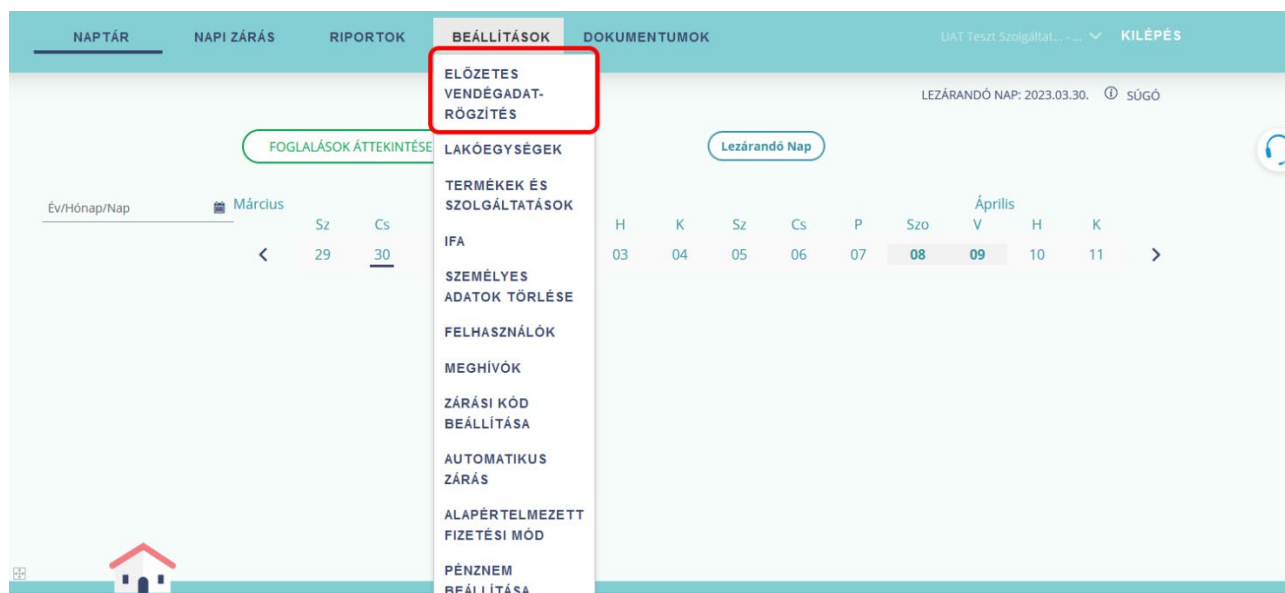 NAPTÁR NAPI ZÁRÁS RIPORTOK BEÁLLÍTÁSOK DOKUMENTUMOK UAT Teszt Szolgáltat... - ... KILÉPÉS
ELŐZETES
VENDÉGADAT-
RÖGZÍTÉS
LEZÁRANDÓ NAP: 2023.03.30. SÚGÓ
FOGLALÁSOK ÁTTEKINTÉSE
Lezárandó Nap
LAKÓEGYSÉGEK
TERMÉKEK ÉS
SZOLGÁLTATÁSOK
IFA
SZEMÉLYES
ADATOK TÖRLÉSE
FELHASZNÁLÓK
MEGHÍVÓK
ZÁRÁSI KÓD
BEÁLLÍTÁSA
AUTOMATIKUS
ZÁRÁS
ALAPÉRTELMEZETT
FIZETÉSI MÓD
PÉNZNEM
BEÁLLÍTÁSA
Év/Hónap/Nap Március Április
Sz Cs H K Sz Cs P Szo V H K
29 30 03 04 05 06 07 08 09 10 11